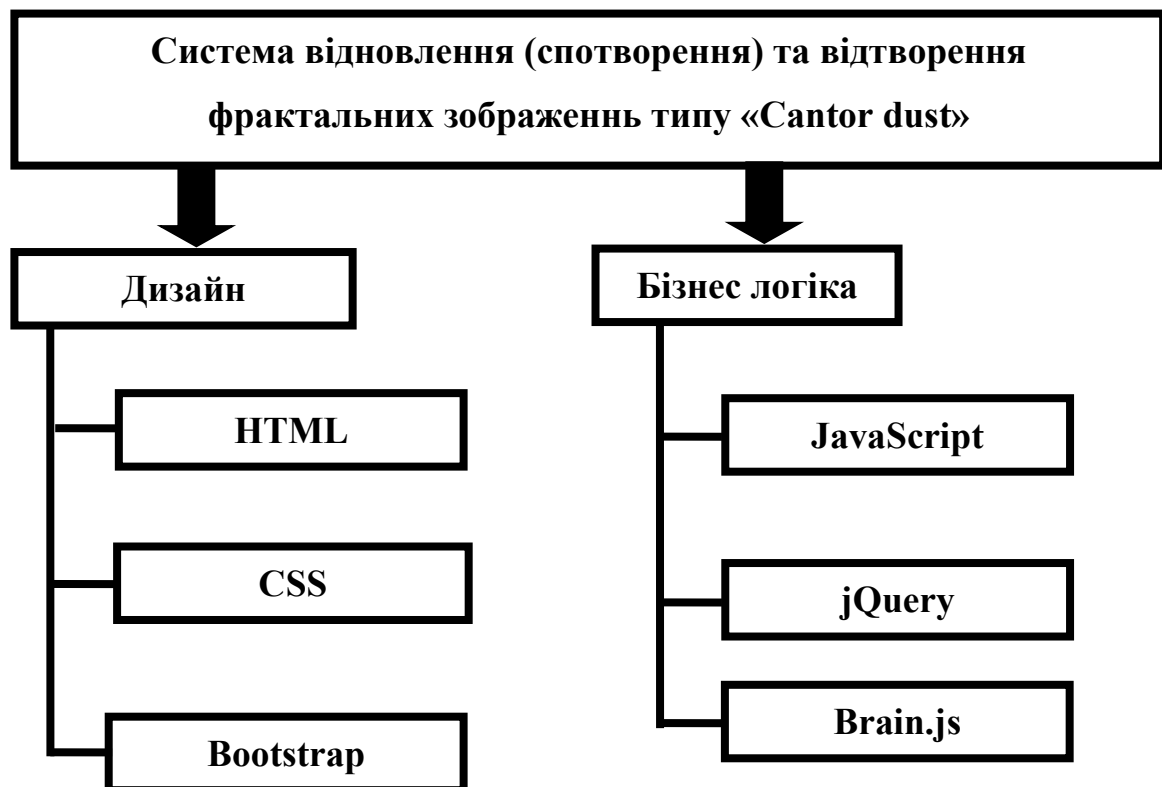 Система відновлення (спотворення) та відтворення
фрактальних зображеннь типу «Cantor dust»
Дизайн
Бізнес логіка
HTML
JavaScript
CSS
jQuery
Brain.js
Bootstrap